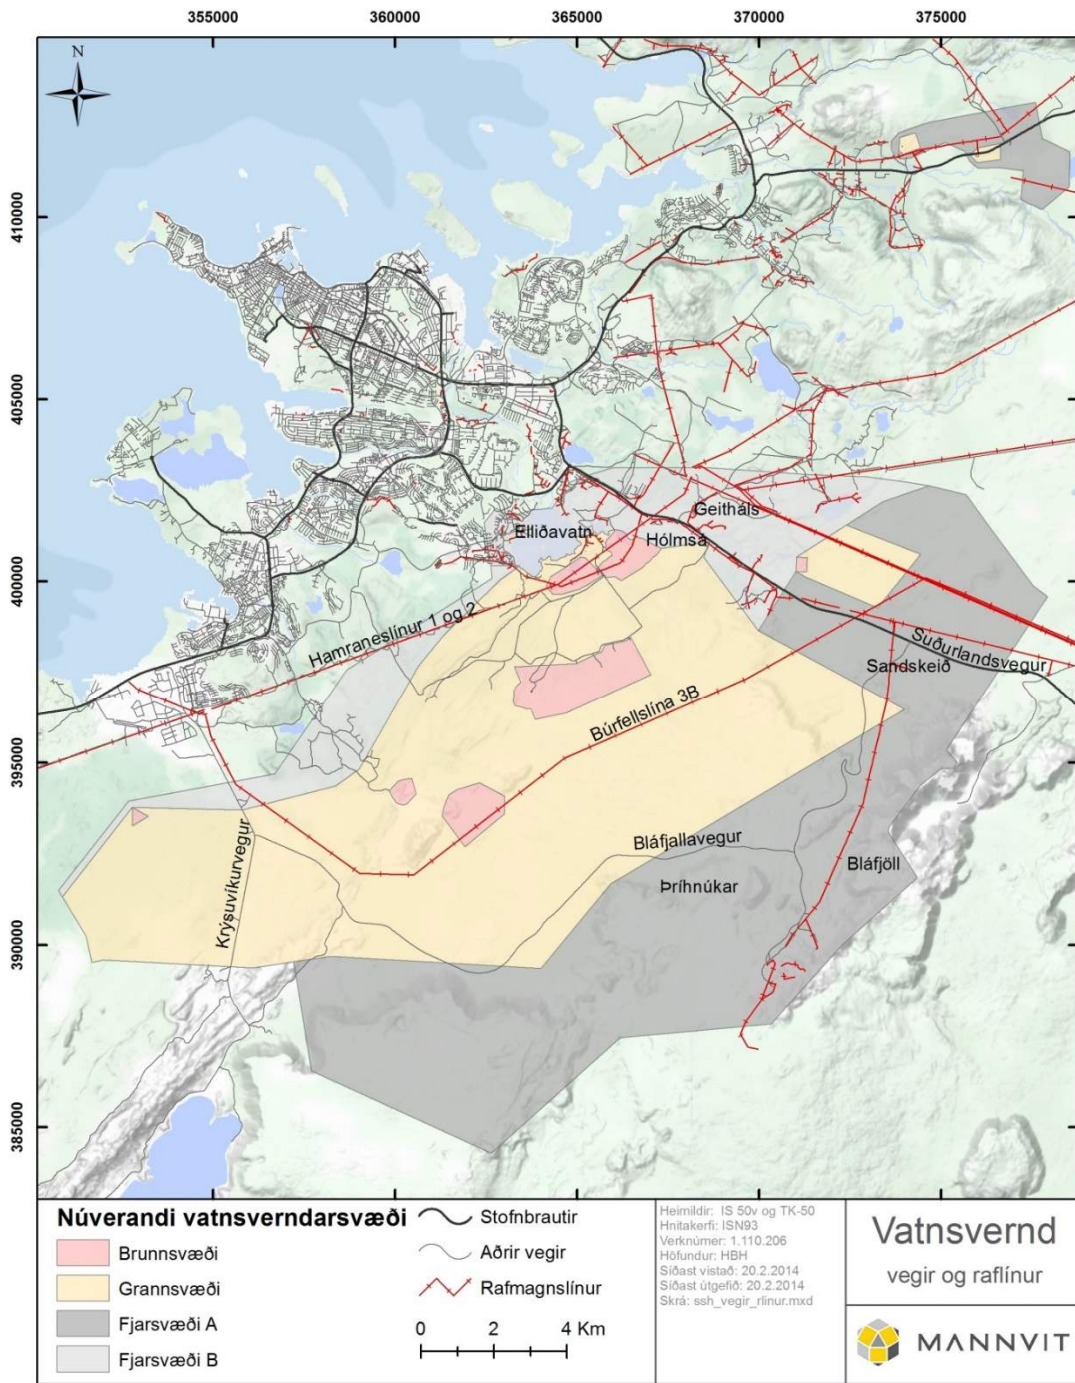 355000 360000 365000 370000 375000
N
410000
405000
400000
395000
390000
385000
Elliðavatn
Geitháls
Hólmsá
Hamraneslínur 1 og 2
Suðurlandsvegur
Sandskeið
Búrfellslína 3B
Bláfjallavegur
Krýsuvíkurvegur
Þríhnúkar
Bláfjöll
Núverandi vatnsverndarsvæði
Brunnsvæði
Grannsvæði
Fjarsvæði A
Fjarsvæði B
Stofnbrautir
Aðrir vegir
Rafmagnslínur
0 2 4 Km
Heimildir: IS 50v og TK-50
Hnitakerfi: ISN93
Verknúmer: 1.110.206
Höfundur: HBH
Síðast vistað: 20.2.2014
Síðast útgefið: 20.2.2014
Skrá: ssh_vegir_rlinur.mxd
Vatnsvernd
vegir og raflínur
MANNVIT